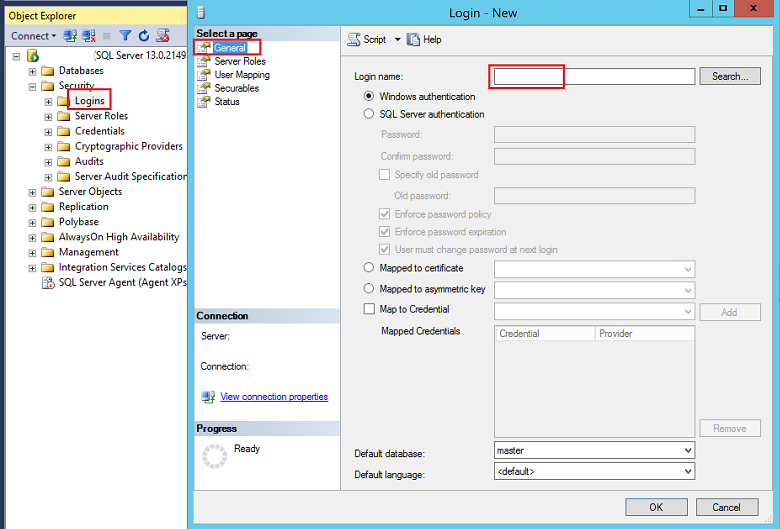 Object Explorer
Connect
[SQL Server 13.0.2149
Databases
Security
Logins
Server Roles
Credentials
Cryptographic Providers
Audits
Server Audit Specification
Server Objects
Replication
Polybase
AlwaysOn High Availability
Management
Integration Services Catalogs
SQL Server Agent (Agent XPs
Login - New
Select a page
General
Server Roles
User Mapping
Securables
Status
Connection
Server:
Connection:
View connection properties
Progress
Ready
Script
Help
Login name:
Search...
Windows authentication
SQL Server authentication
Password:
Confirm password:
Specify old password
Old password:
Enforce password policy
Enforce password expiration
User must change password at next login
Mapped to certificate
Mapped to asymmetric key
Map to Credential
Add
Mapped Credentials
Credential Provider
Remove
Default database: master
Default language: <default>
OK Cancel